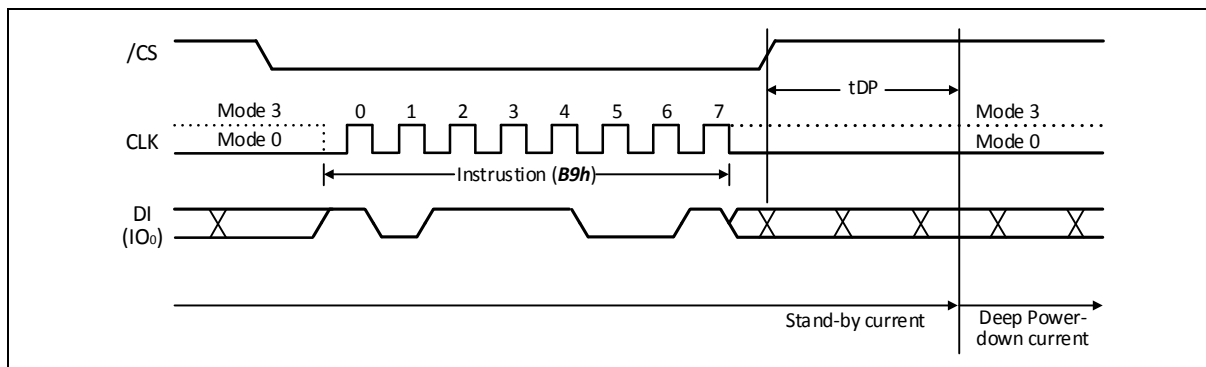 /CS
tDP
Mode 3 0 1 2 3 4 5 6 7 Mode 3
CLK Mode 0 Mode 0
Instrustion (B9h)
DI
(IO₀)
Stand-by current
Deep Power-
down current